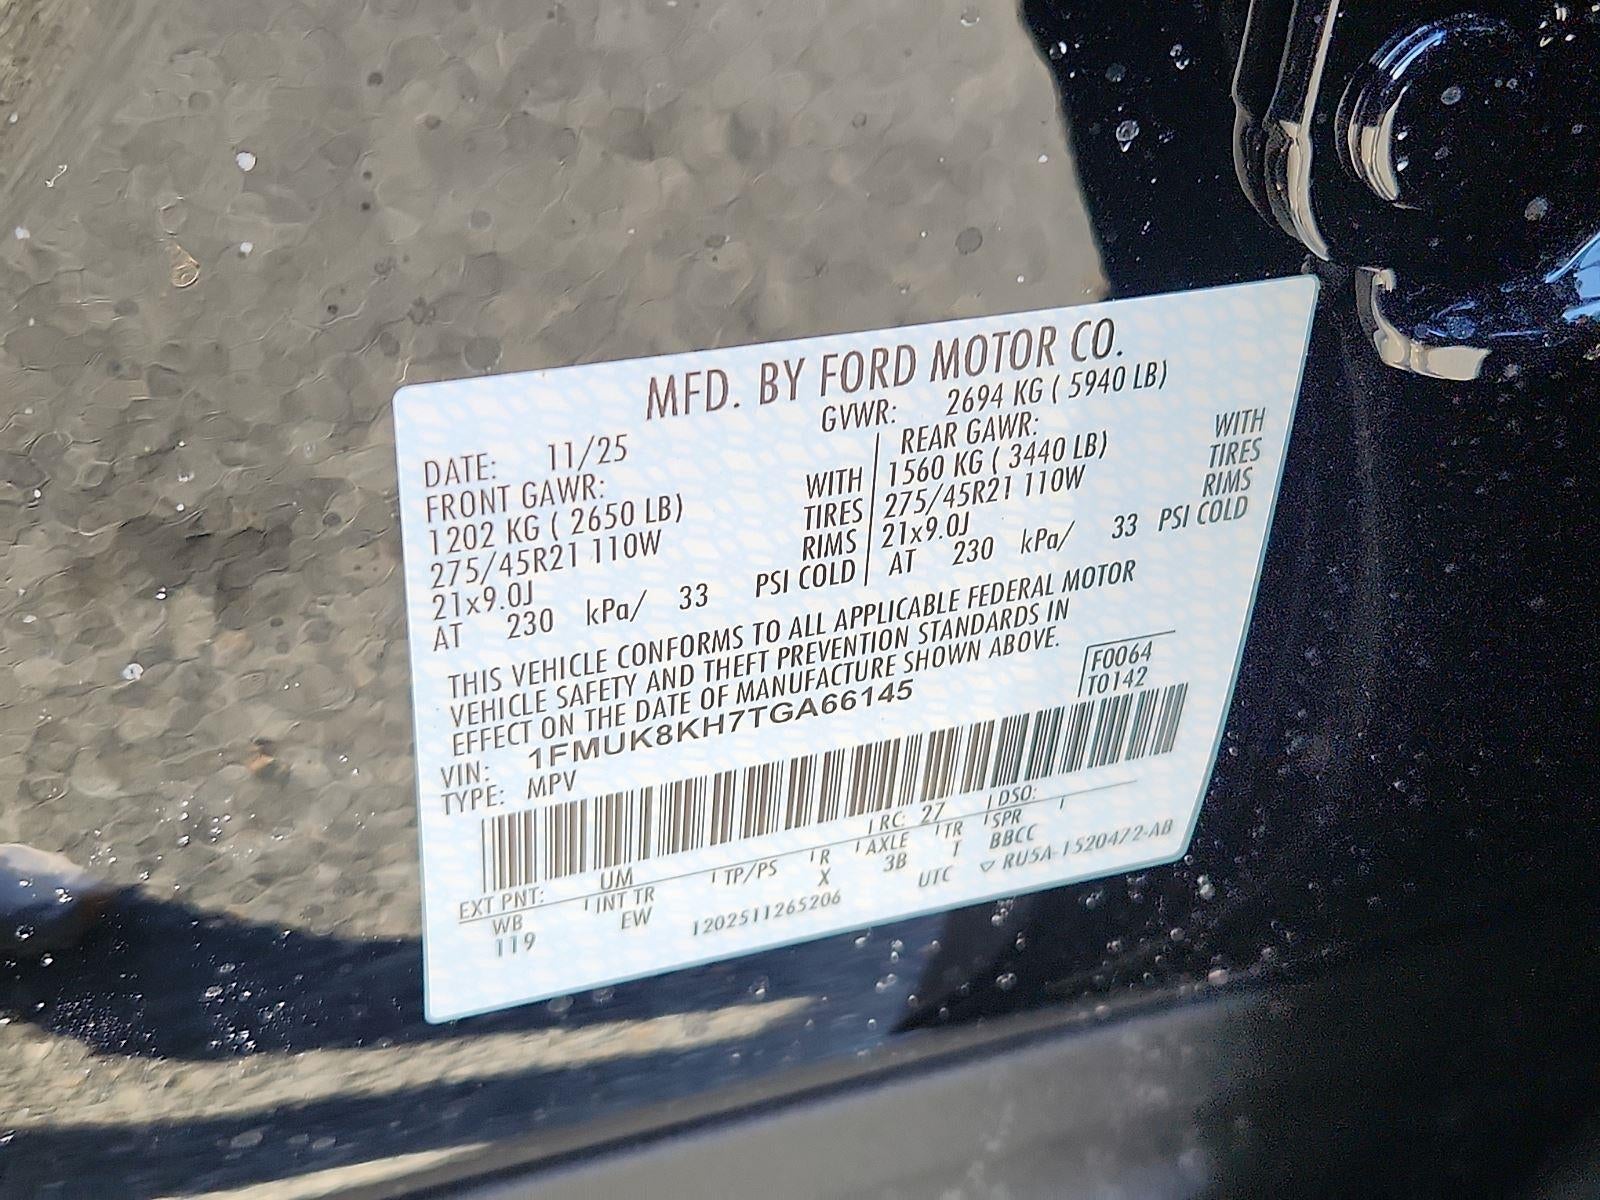 MFD. BY FORD MOTOR CO.
DATE: 11/25 GVWR: 2694 KG ( 5940 LB)
FRONT GAWR: REAR GAWR:
1202 KG ( 2650 LB) WITH 1560 KG ( 3440 LB) WITH
275/45R21 110W TIRES 275/45R21 110W TIRES
21x9.0J RIMS 21x9.0J RIMS
AT 230 kPa/ 33 PSI COLD AT 230 kPa/ 33 PSI COLD
THIS VEHICLE CONFORMS TO ALL APPLICABLE FEDERAL MOTOR
VEHICLE SAFETY AND THEFT PREVENTION STANDARDS IN
EFFECT ON THE DATE OF MANUFACTURE SHOWN ABOVE.
F0064
T0142
VIN: 1FMUK8KH7TGA66145
TYPE: MPV
EXT PNT: UM RC: 27 DSO:
WB INT TR TP/PS R AXLE TR SPR
119 EW X 3B T BBCC
1202511265206 UTC ▽ RU5A-1520472-AB